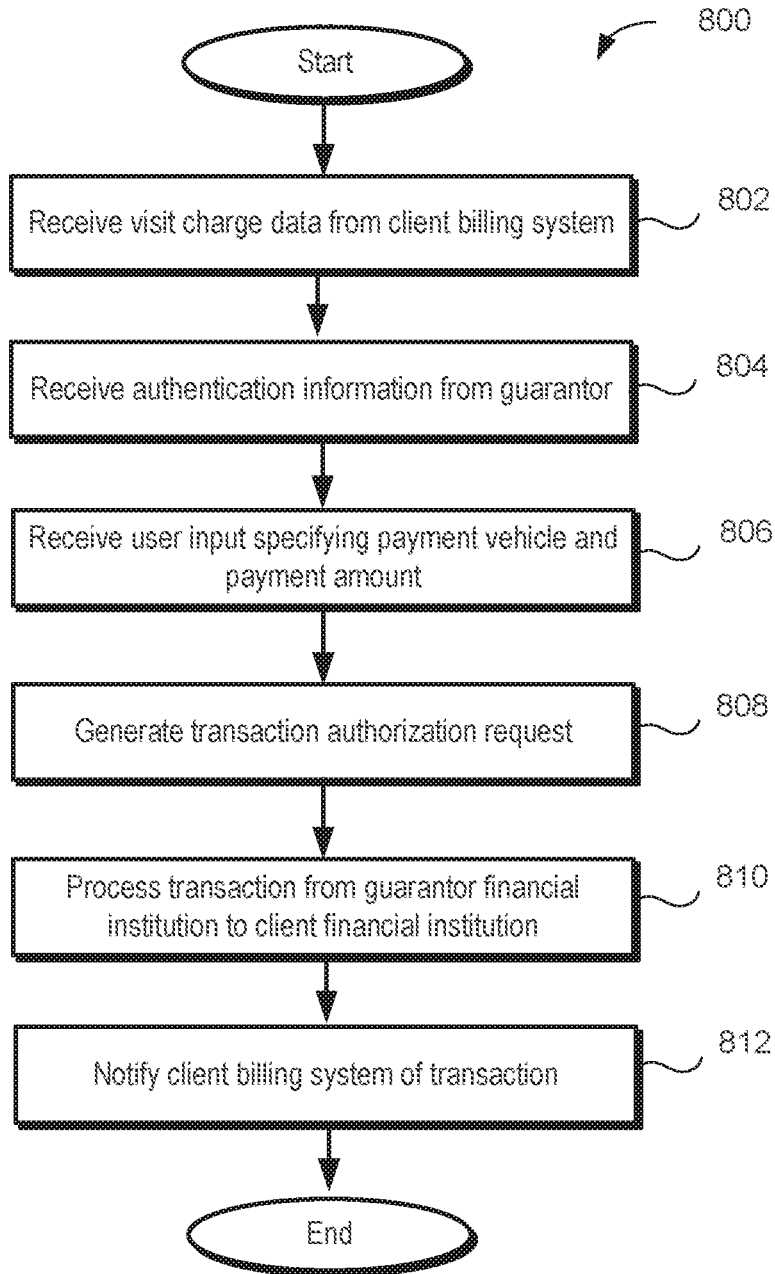 800
Start
Receive visit charge data from client billing system
802
Receive authentication information from guarantor
804
Receive user input specifying payment vehicle and
payment amount
806
Generate transaction authorization request
808
Process transaction from guarantor financial
institution to client financial institution
810
Notify client billing system of transaction
812
End